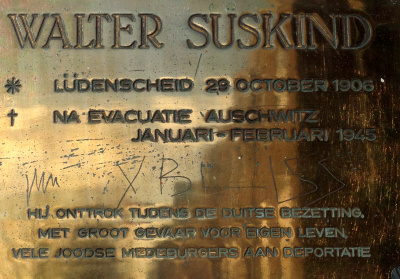 WALTER SUSKIND
* LÜDENSCHEID 29 OCTOBER 1906
† NA EVACUATIE AUSCHWITZ
JANUARI-FEBRUARI 1945
HIJ ONTTROK TIJDENS DE DUITSE BEZETTING,
MET GROOT GEVAAR VOOR EIGEN LEVEN,
VELE JOODSE MEDEBURGERS AAN DEPORTATIE